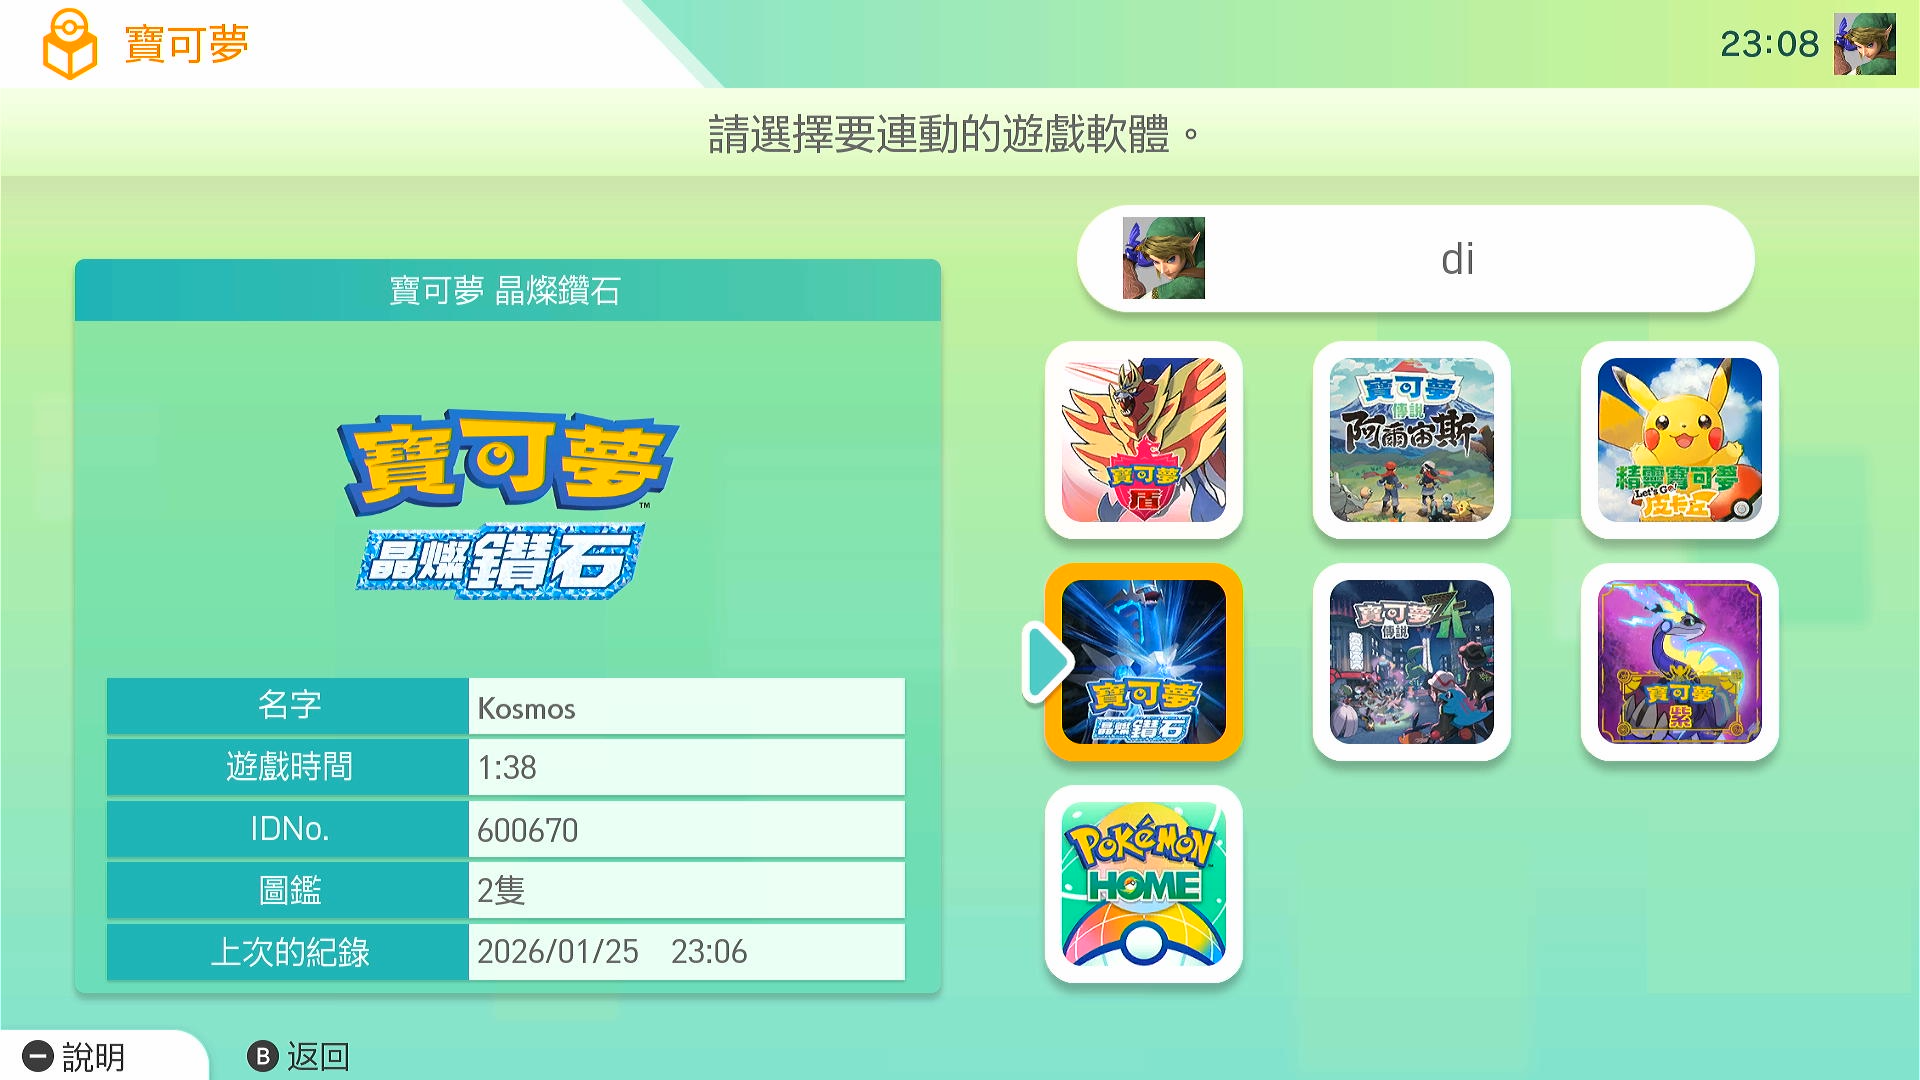 寶可夢
23:08
請選擇要連動的遊戲軟體。
di
寶可夢 晶燦鑽石
寶可夢™
晶燦鑽石
名字 Kosmos
遊戲時間 1:38
IDNo. 600670
圖鑑 2隻
上次的紀錄 2026/01/25 23:06
寶可夢
盾
寶可夢
傳說
阿爾宙斯
精靈寶可夢
Let's Go!
皮卡丘
寶可夢
晶燦鑽石
寶可夢
傳說
Z-A
寶可夢
紫
POKéMON
HOME
說明
B 返回